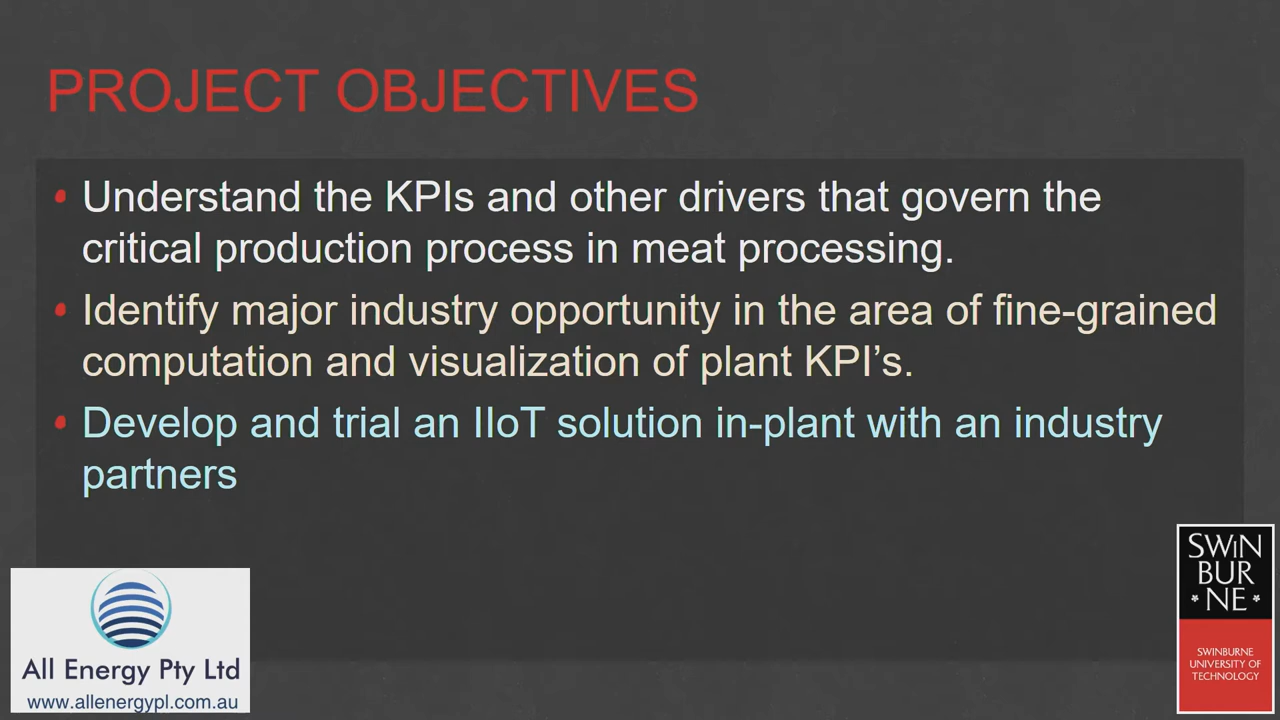 PROJECT OBJECTIVES
• Understand the KPIs and other drivers that govern the
critical production process in meat processing.
• Identify major industry opportunity in the area of fine-grained
computation and visualization of plant KPI’s.
• Develop and trial an IIoT solution in-plant with an industry
partners
All Energy Pty Ltd
www.allenergypl.com.au
SWIN
BUR
NE
SWINBURNE
UNIVERSITY OF
TECHNOLOGY